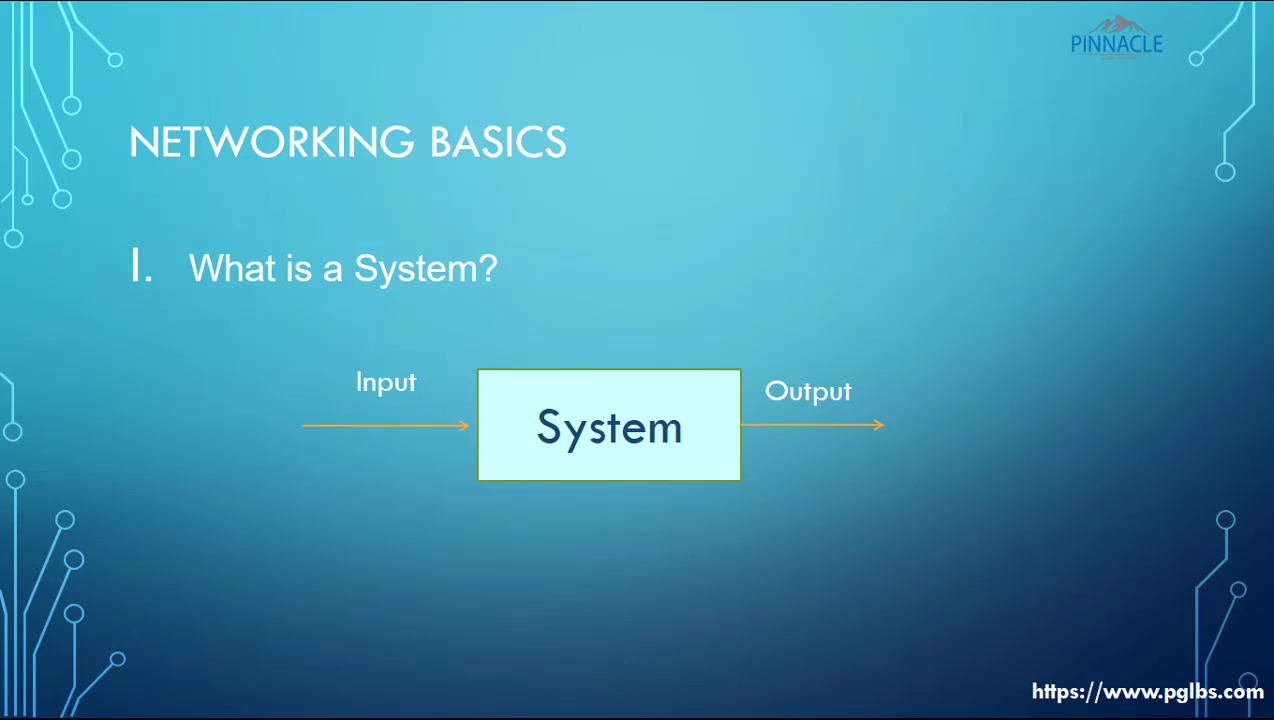 PINNACLE
NETWORKING BASICS
I. What is a System?
Input
System
Output
https://www.pglbs.com